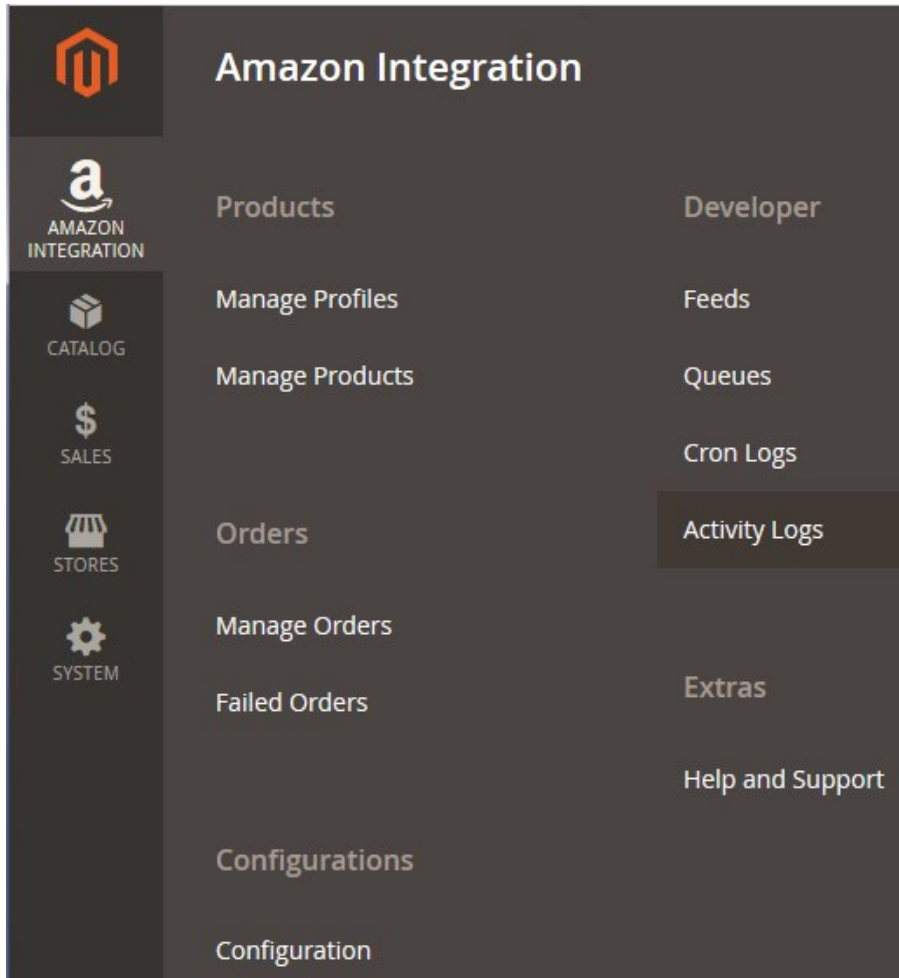 Amazon Integration
AMAZON
INTEGRATION
CATALOG
SALES
STORES
SYSTEM
Products
Manage Profiles
Manage Products
Orders
Manage Orders
Failed Orders
Configurations
Configuration
Developer
Feeds
Queues
Cron Logs
Activity Logs
Extras
Help and Support